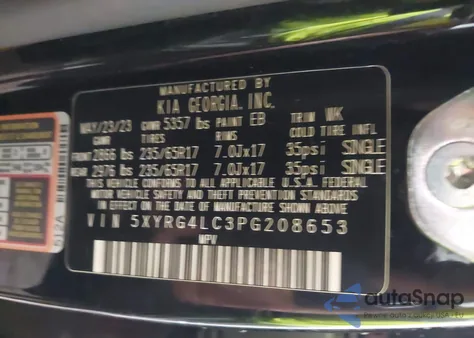 MANUFACTURED BY
KIA GEORGIA, INC.
MAY/23/23 GVWR 5357 lbs PAINT EB TRIM WK
TIRES RIMS COLD TIRE INFL
FRONT 2866 lbs 235/65R17 7.0Jx17 35psi SINGLE
REAR 2976 lbs 235/65R17 7.0Jx17 35psi SINGLE
THIS VEHICLE CONFORMS TO ALL APPLICABLE U.S.A. FEDERAL
MOTOR VEHICLE SAFETY AND THEFT PREVENTION STANDARDS
IN EFFECT ON THE DATE OF MANUFACTURE SHOWN ABOVE
VIN 5XYRG4LC3PG208653
MPV
512A
autoSnap